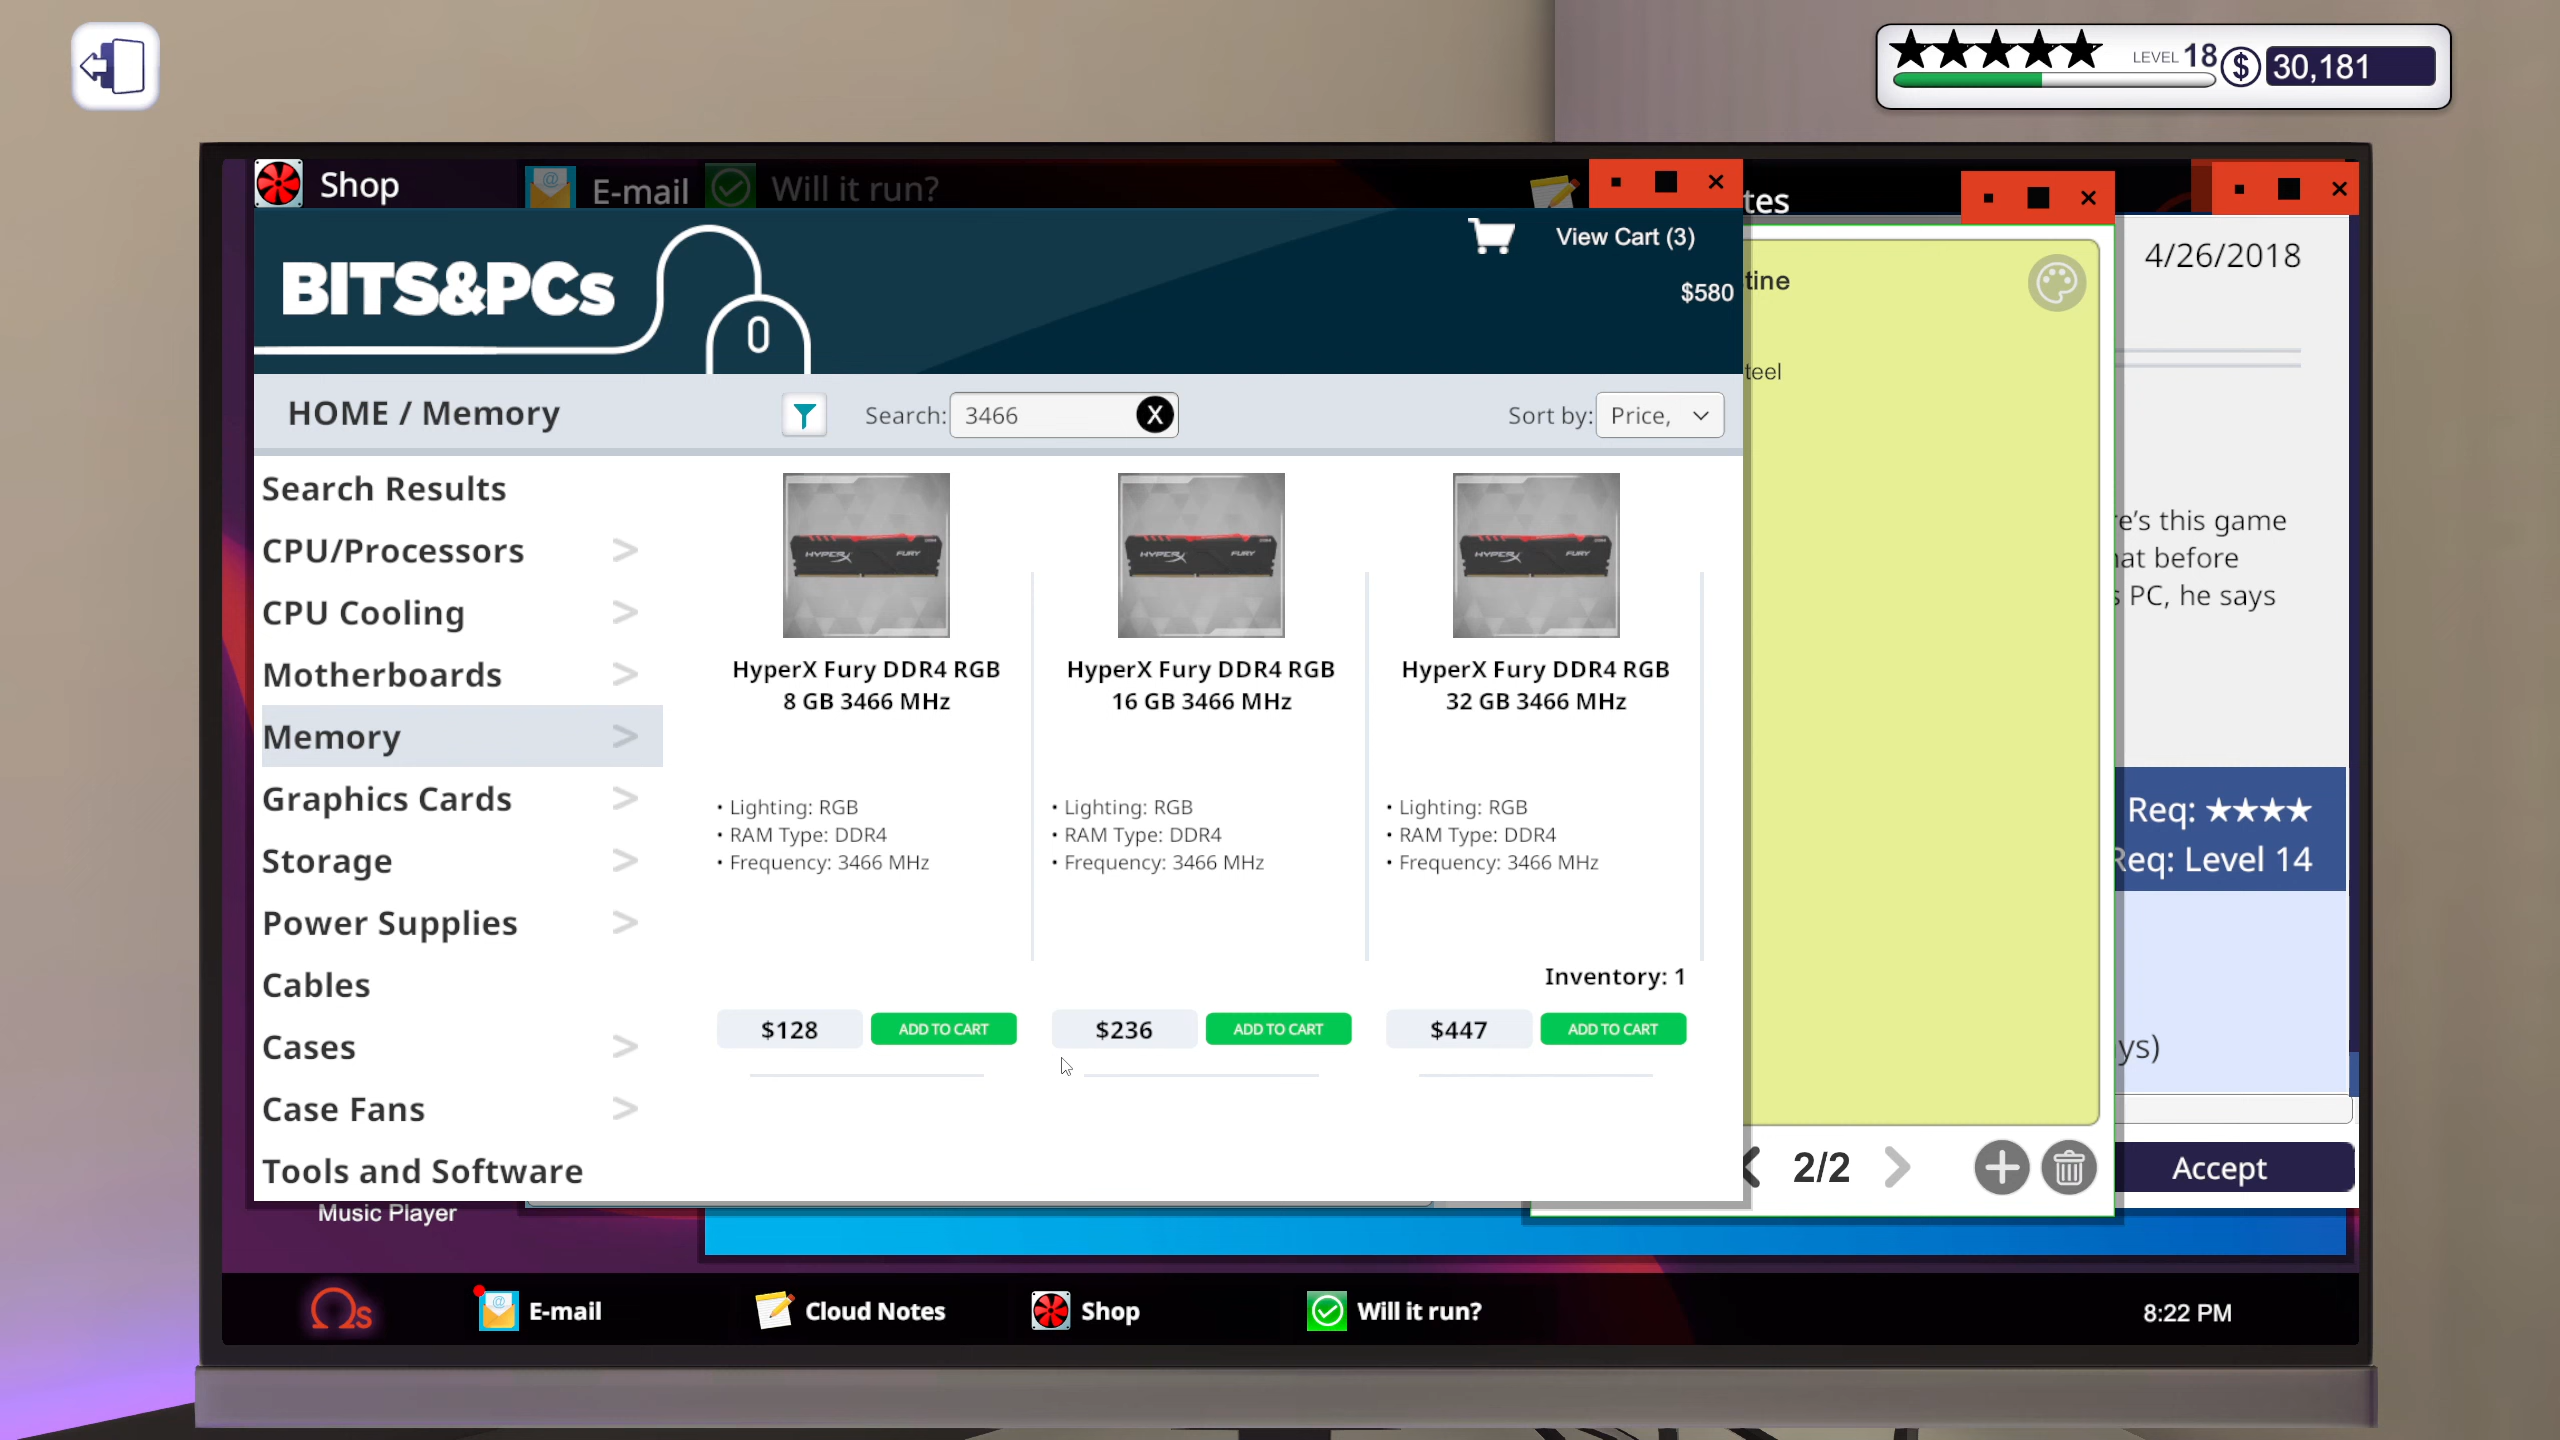 LEVEL 18
$ 30,181
Shop
E-mail
Will it run?
tes
View Cart (3)
$580
BITS&PCs
tine
4/26/2018
teel
HOME / Memory
Search: 3466 X
Sort by: Price,
Search Results
CPU/Processors >
CPU Cooling >
Motherboards >
Memory >
Graphics Cards >
Storage >
Power Supplies >
Cables
Cases >
Case Fans >
Tools and Software
HyperX Fury DDR4 RGB
8 GB 3466 MHz
• Lighting: RGB
• RAM Type: DDR4
• Frequency: 3466 MHz
$128 ADD TO CART
HyperX Fury DDR4 RGB
16 GB 3466 MHz
• Lighting: RGB
• RAM Type: DDR4
• Frequency: 3466 MHz
$236 ADD TO CART
HyperX Fury DDR4 RGB
32 GB 3466 MHz
• Lighting: RGB
• RAM Type: DDR4
• Frequency: 3466 MHz
Inventory: 1
$447 ADD TO CART
re's this game
hat before
s PC, he says
Req: ★★★★
Req: Level 14
ys)
2/2
Accept
Music Player
Ωs
E-mail
Cloud Notes
Shop
Will it run?
8:22 PM